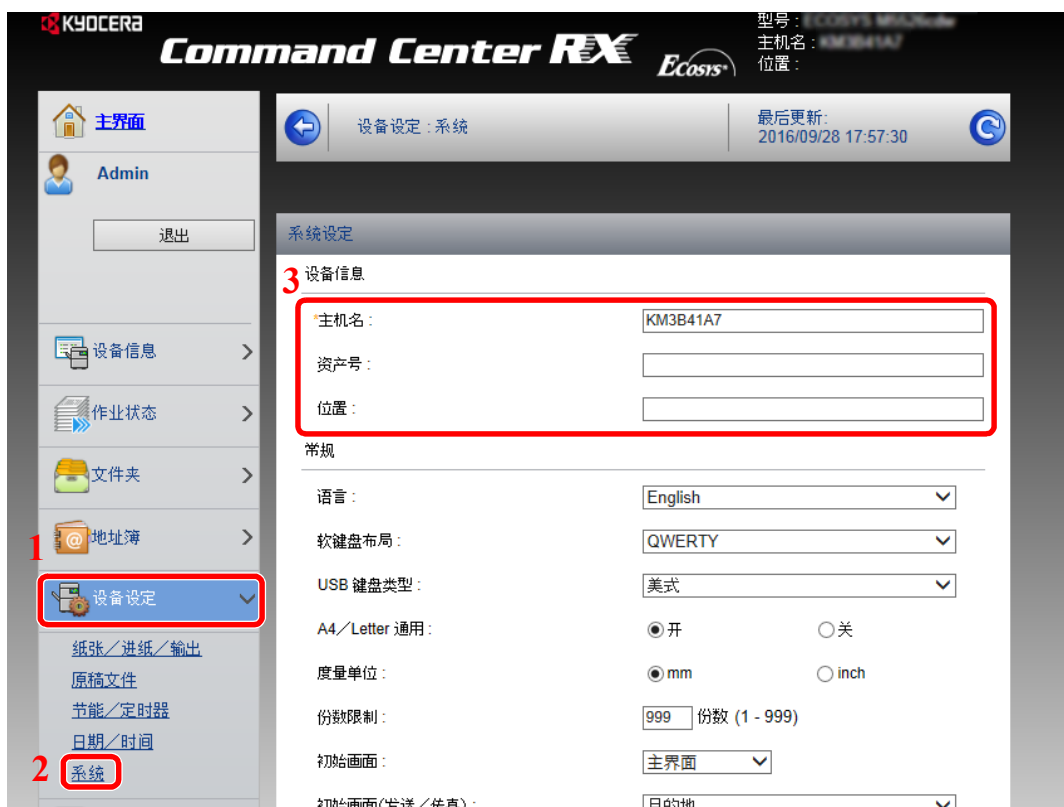 KYOCERA
Command Center RX
Ecosys
型号 :
主机名 :
位置 :
主界面
Admin
退出
设备信息
作业状态
文件夹
1 地址簿
设备设定
纸张／进纸／输出
原稿文件
节能／定时器
日期／时间
2 系统
设备设定 : 系统
最后更新:
2016/09/28 17:57:30
系统设定
3 设备信息
*主机名 : KM3B41A7
资产号 :
位置 :
常规
语言 : English
软键盘布局 : QWERTY
USB 键盘类型 : 美式
A4／Letter 通用 : 开 关
度量单位 : mm inch
份数限制 : 999 份数 (1 - 999)
初始画面 : 主界面
初始画面(发送／传真) : 目的地